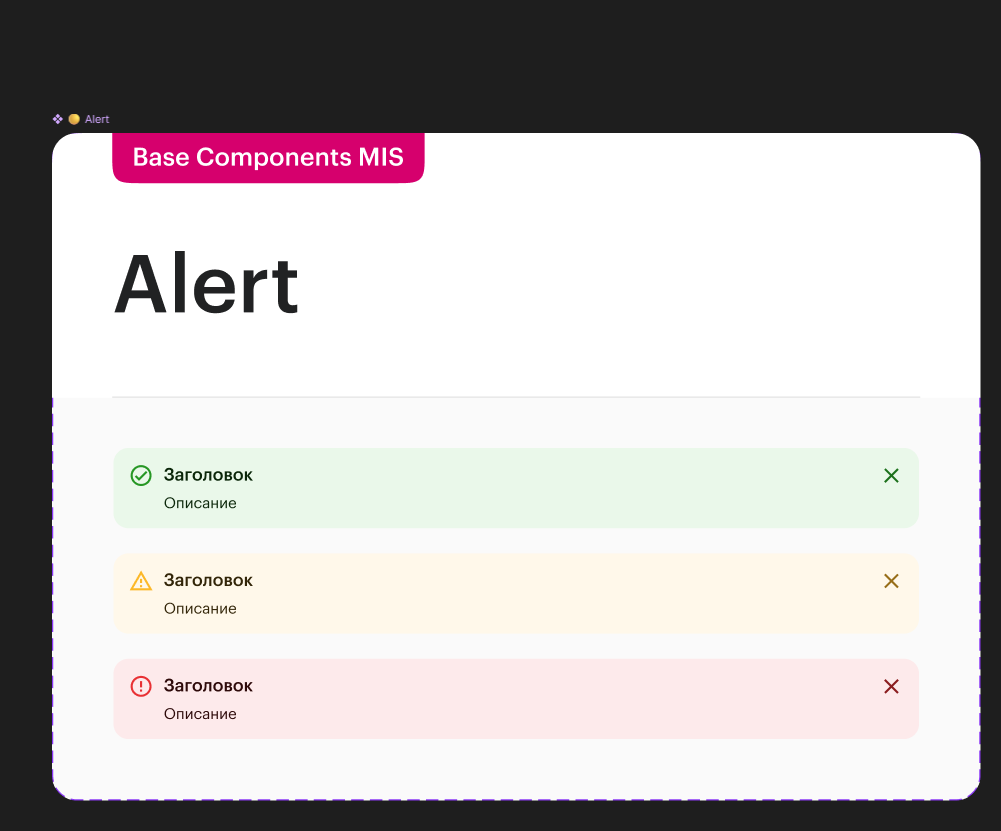 Alert
Base Components MIS
Alert
Заголовок
Описание
Заголовок
Описание
Заголовок
Описание